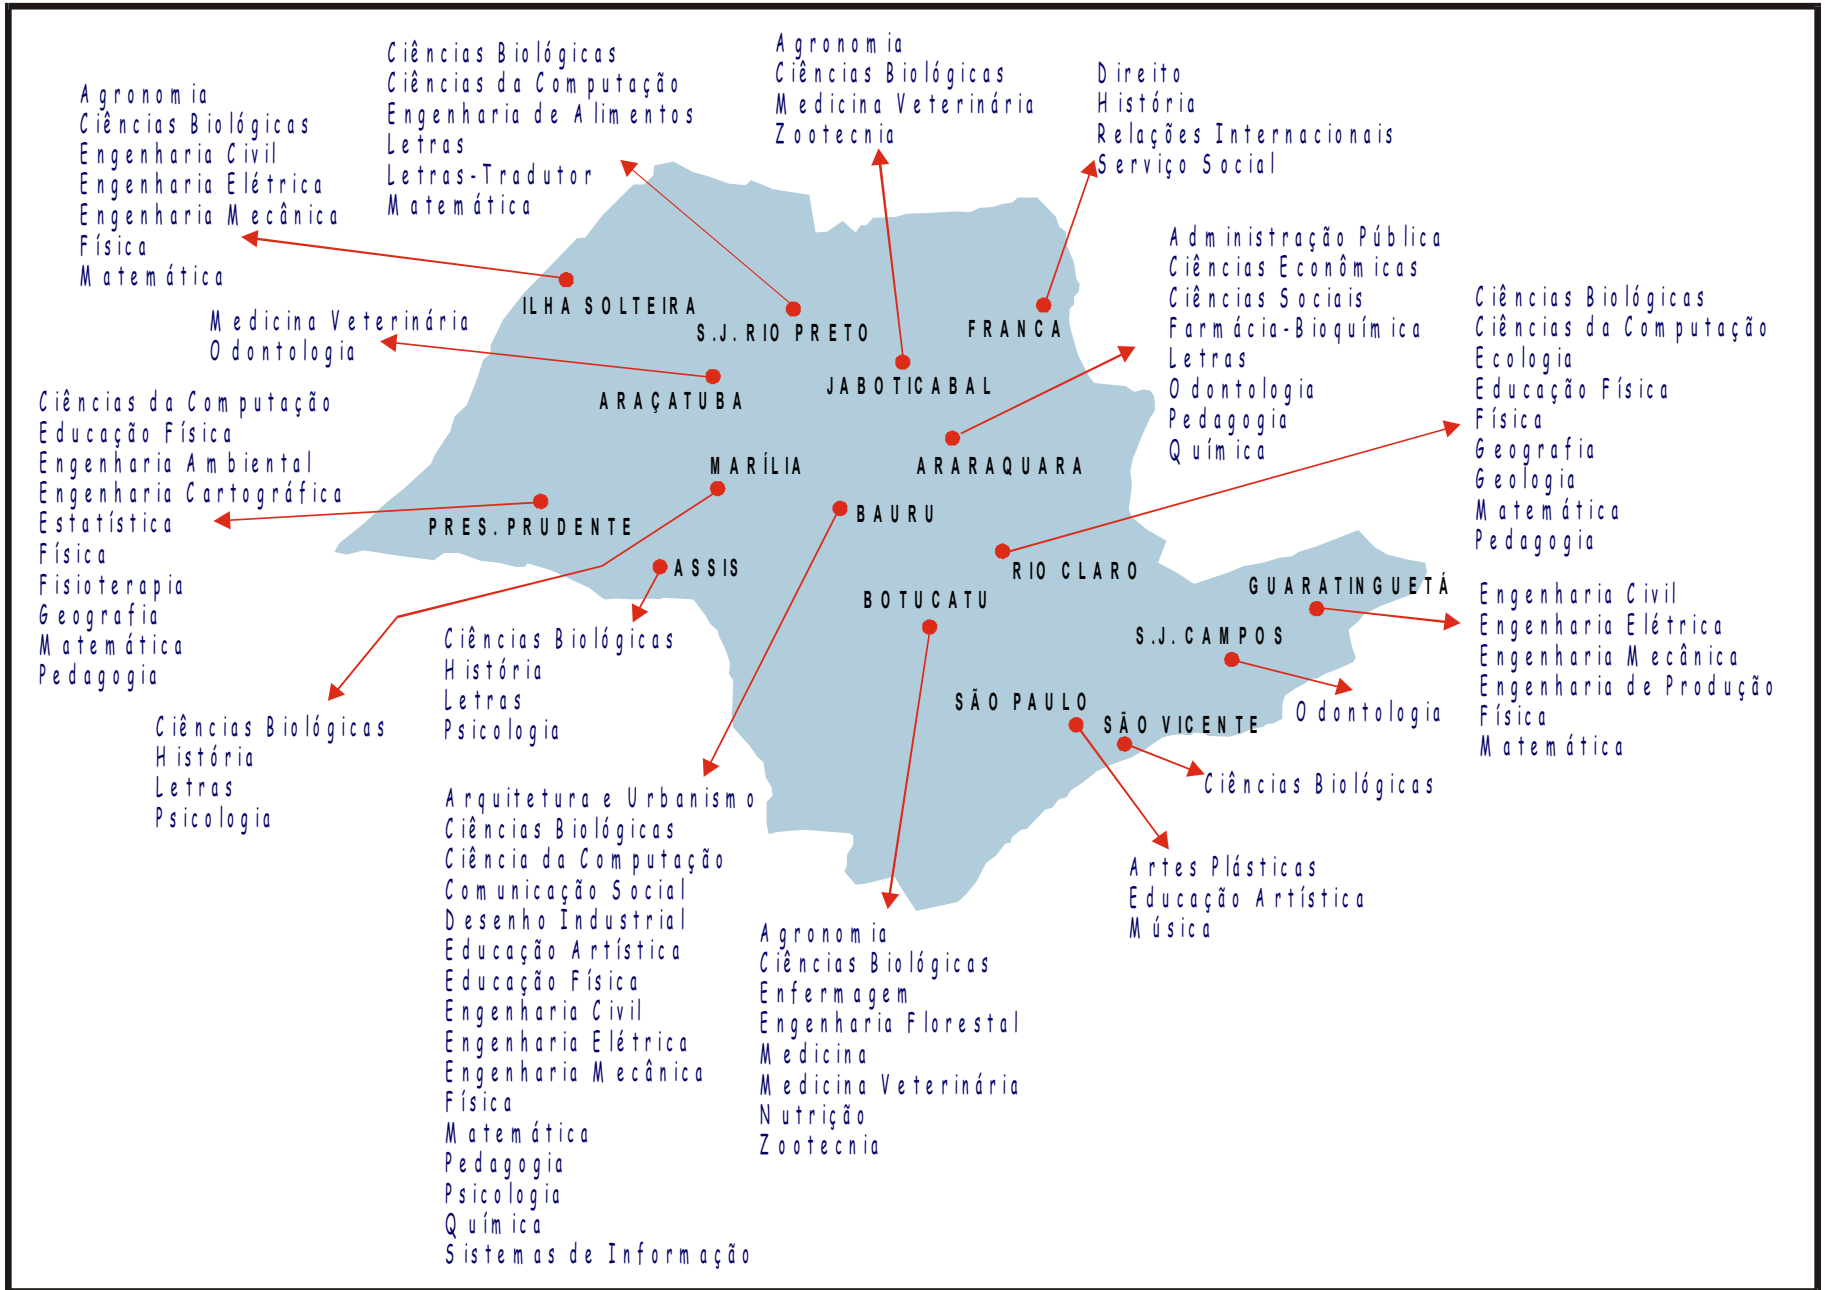 Agronomia
Ciências Biológicas
Engenharia Civil
Engenharia Elétrica
Engenharia Mecânica
Física
Matemática
Ciências Biológicas
Ciências da Computação
Engenharia de Alimentos
Letras
Letras-Tradutor
Matemática
Agronomia
Ciências Biológicas
Medicina Veterinária
Zootecnia
Direito
História
Relações Internacionais
Serviço Social
Administração Pública
Ciências Econômicas
Ciências Sociais
Farmácia-Bioquímica
Letras
Odontologia
Pedagogia
Química
Ciências Biológicas
Ciências da Computação
Ecologia
Educação Física
Física
Geografia
Geologia
Matemática
Pedagogia
Medicina Veterinária
Odontologia
Ciências da Computação
Educação Física
Engenharia Ambiental
Engenharia Cartográfica
Estatística
Física
Fisioterapia
Geografia
Matemática
Pedagogia
ILHA SOLTEIRA
S.J.RIO PRETO
FRANCA
JABOTICABAL
ARAÇATUBA
MARÍLIA
ARARAQUARA
BAURU
PRES.PRUDENTE
ASSIS
RIO CLARO
BOTUCATU
GUARATINGUETÁ
S.J.CAMPOS
SÃO PAULO
SÃO VICENTE
Engenharia Civil
Engenharia Elétrica
Engenharia Mecânica
Engenharia de Produção
Física
Matemática
Odontologia
Ciências Biológicas
Artes Plásticas
Educação Artística
Música
Ciências Biológicas
História
Letras
Psicologia
Ciências Biológicas
História
Letras
Psicologia
Arquitetura e Urbanismo
Ciências Biológicas
Ciência da Computação
Comunicação Social
Desenho Industrial
Educação Artística
Educação Física
Engenharia Civil
Engenharia Elétrica
Engenharia Mecânica
Física
Matemática
Pedagogia
Psicologia
Química
Sistemas de Informação
Agronomia
Ciências Biológicas
Enfermagem
Engenharia Florestal
Medicina
Medicina Veterinária
Nutrição
Zootecnia